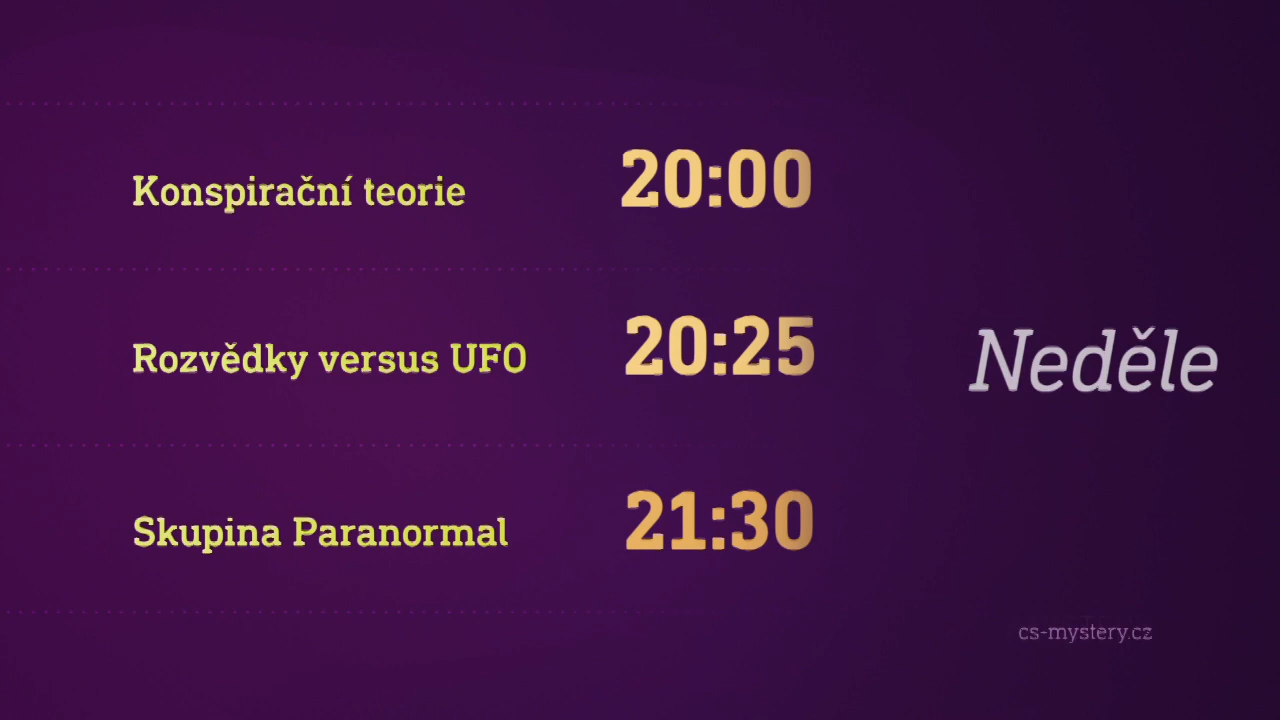 Konspirační teorie 20:00
Rozvědky versus UFO 20:25
Neděle
Skupina Paranormal 21:30
cs-mystery.cz